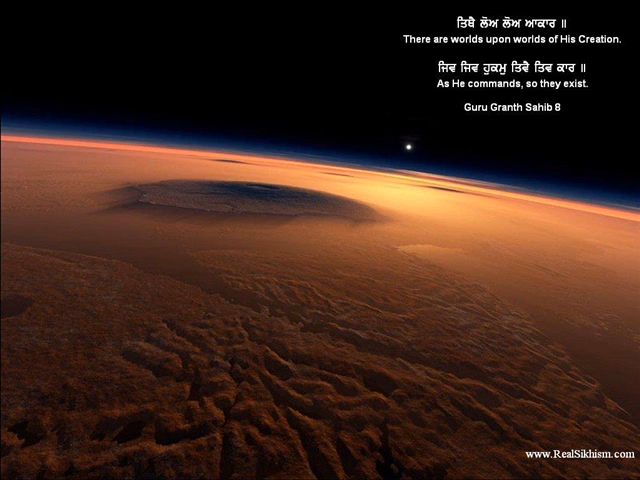 ਤਿਥੈ ਲੋਅ ਲੋਅ ਆਕਾਰ ॥
There are worlds upon worlds of His Creation.
ਜਿਵ ਜਿਵ ਹੁਕਮੁ ਤਿਵੈ ਤਿਵ ਕਾਰ ॥
As He commands, so they exist.
Guru Granth Sahib 8
www.RealSikhism.com